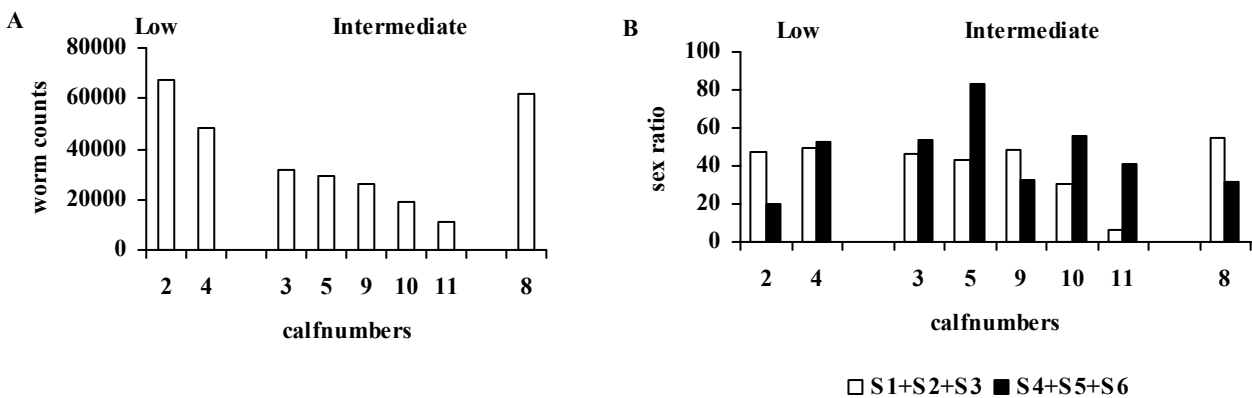 A
Low Intermediate
80000
60000
40000
20000
0
worm counts
2 4 3 5 9 10 11 8
calfnumbers
B
Low Intermediate
100
80
60
40
20
0
sex ratio
2 4 3 5 9 10 11 8
calfnumbers
S1+S2+S3 S4+S5+S6